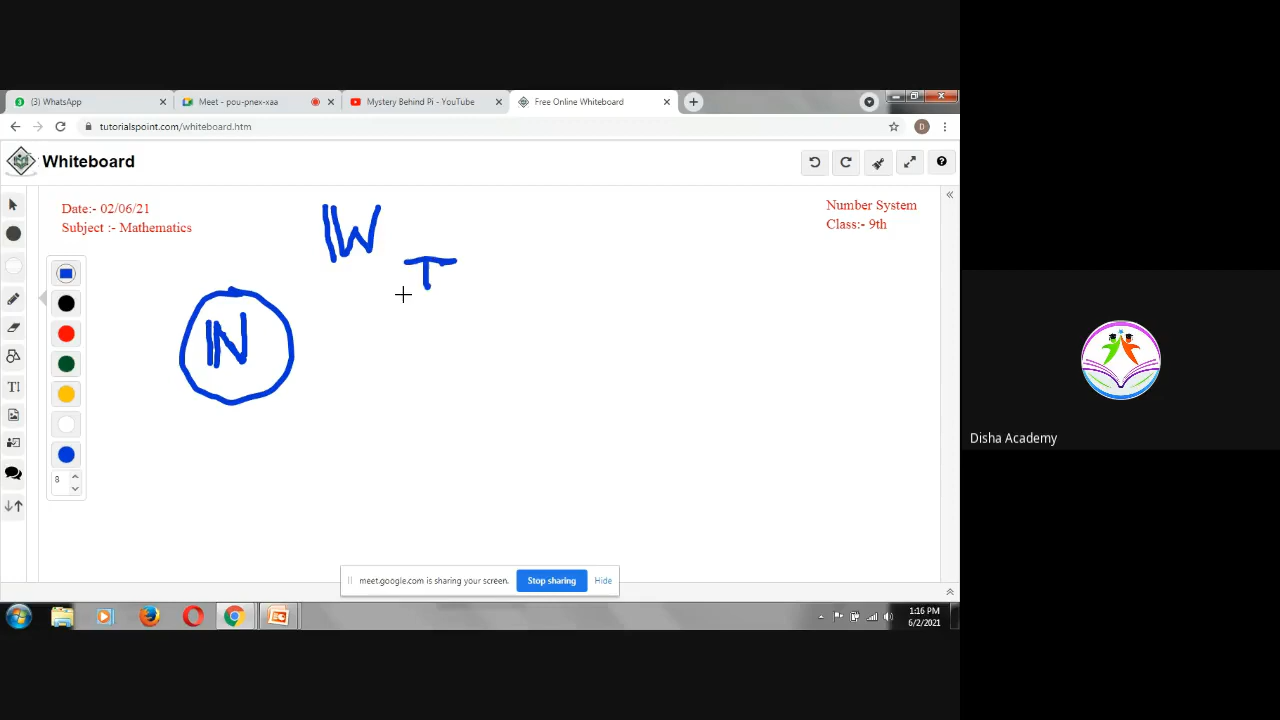 (3) WhatsApp
Meet - pou-pnex-xaa
Mystery Behind Pi - YouTube
Free Online Whiteboard
tutorialspoint.com/whiteboard.htm
D
Whiteboard
Date:- 02/06/21
Subject :- Mathematics
Number System
Class:- 9th
W
T
N
TI
8
Disha Academy
meet.google.com is sharing your screen.
Stop sharing
Hide
1:16 PM
6/2/2021